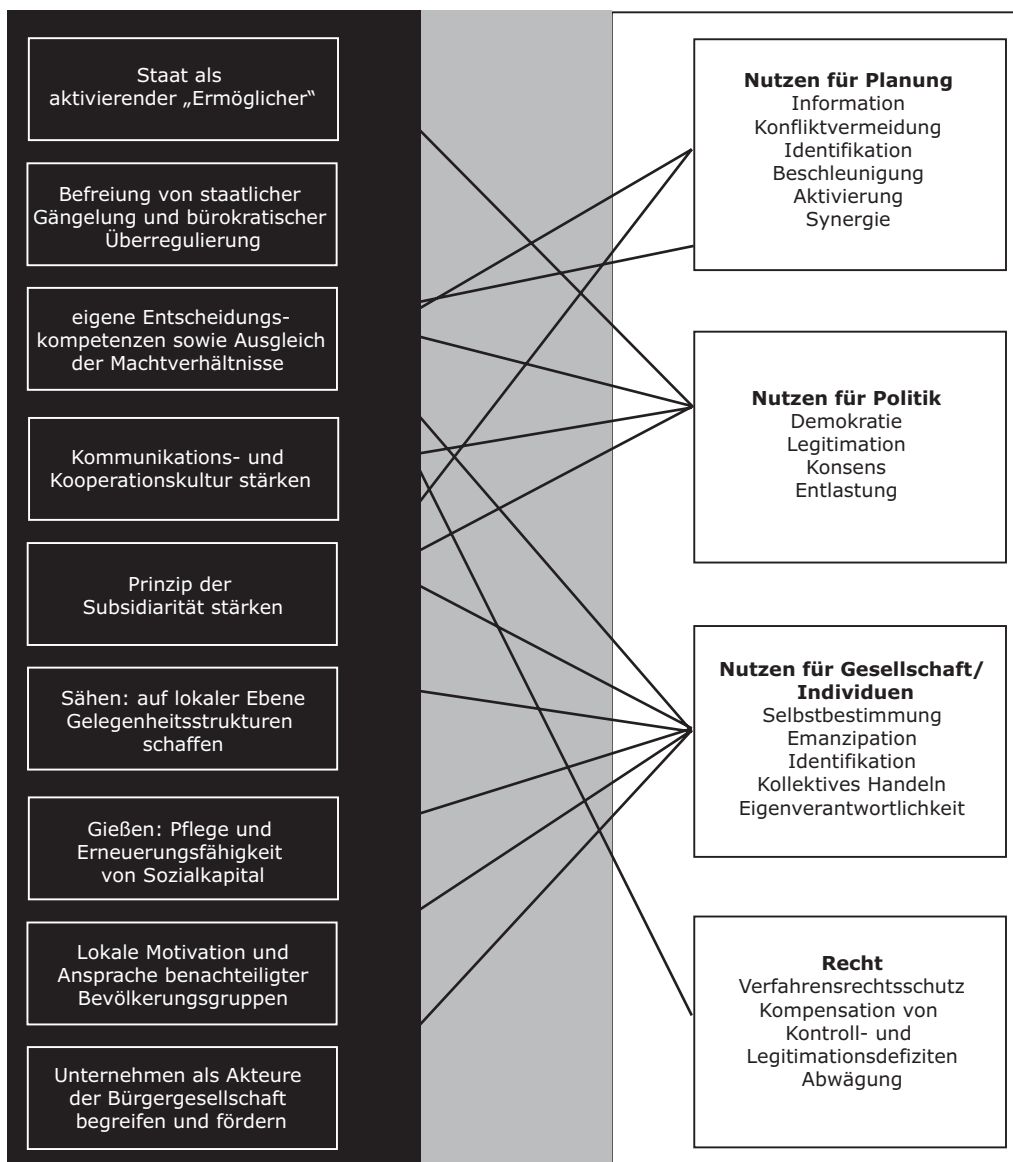 Staat als
aktivierender „Ermöglicher“
Befreiung von staatlicher
Gängelung und bürokratischer
Überregulierung
eigene Entscheidungs-
kompetenzen sowie Ausgleich
der Machtverhältnisse
Kommunikations- und
Kooperationskultur stärken
Prinzip der
Subsidiarität stärken
Sähen: auf lokaler Ebene
Gelegenheitsstrukturen
schaffen
Gießen: Pflege und
Erneuerungsfähigkeit
von Sozialkapital
Lokale Motivation und
Ansprache benachteiligter
Bevölkerungsgruppen
Unternehmen als Akteure
der Bürgergesellschaft
begreifen und fördern
Nutzen für Planung
Information
Konfliktvermeidung
Identifikation
Beschleunigung
Aktivierung
Synergie
Nutzen für Politik
Demokratie
Legitimation
Konsens
Entlastung
Nutzen für Gesellschaft/
Individuen
Selbstbestimmung
Emanzipation
Identifikation
Kollektives Handeln
Eigenverantwortlichkeit
Recht
Verfahrensrechtsschutz
Kompensation von
Kontroll- und
Legitimationsdefiziten
Abwägung